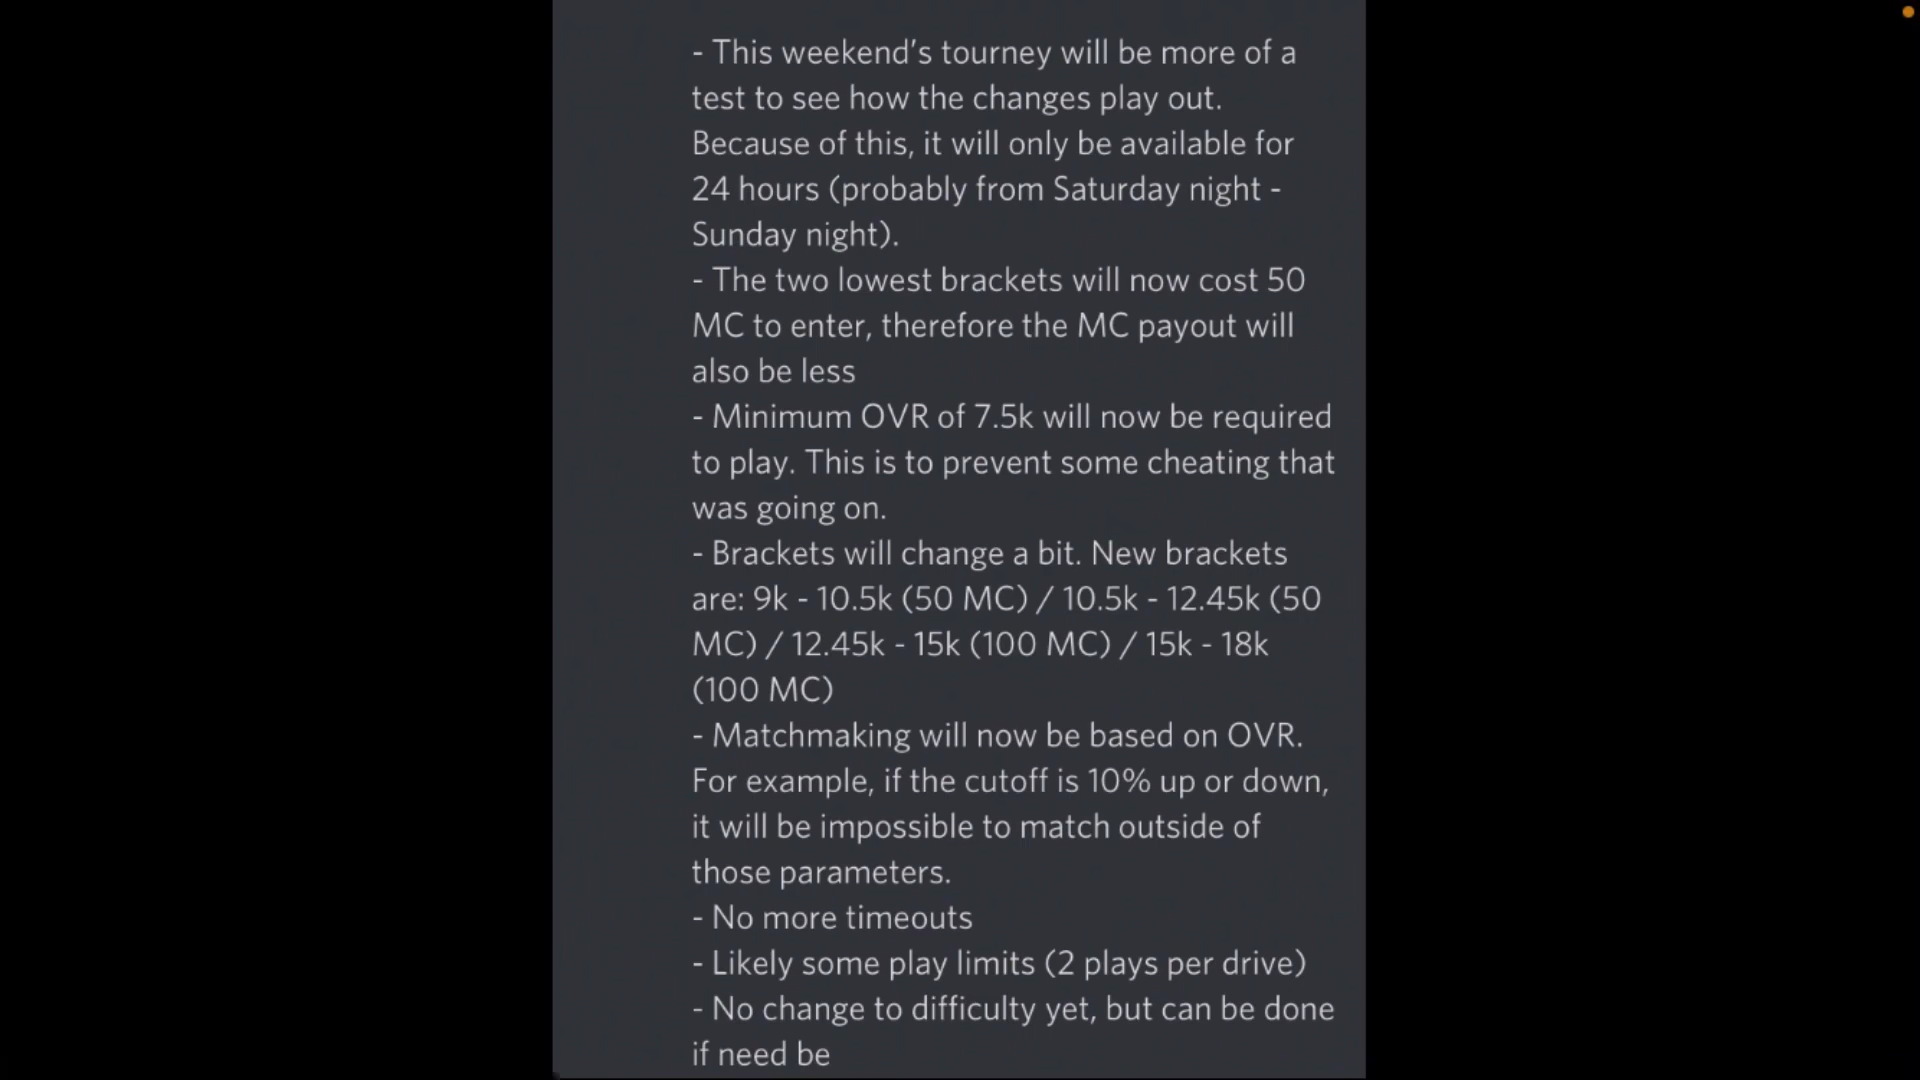 - This weekend's tourney will be more of a
test to see how the changes play out.
Because of this, it will only be available for
24 hours (probably from Saturday night -
Sunday night).
- The two lowest brackets will now cost 50
MC to enter, therefore the MC payout will
also be less
- Minimum OVR of 7.5k will now be required
to play. This is to prevent some cheating that
was going on.
- Brackets will change a bit. New brackets
are: 9k - 10.5k (50 MC) / 10.5k - 12.45k (50
MC) / 12.45k - 15k (100 MC) / 15k - 18k
(100 MC)
- Matchmaking will now be based on OVR.
For example, if the cutoff is 10% up or down,
it will be impossible to match outside of
those parameters.
- No more timeouts
- Likely some play limits (2 plays per drive)
- No change to difficulty yet, but can be done
if need be